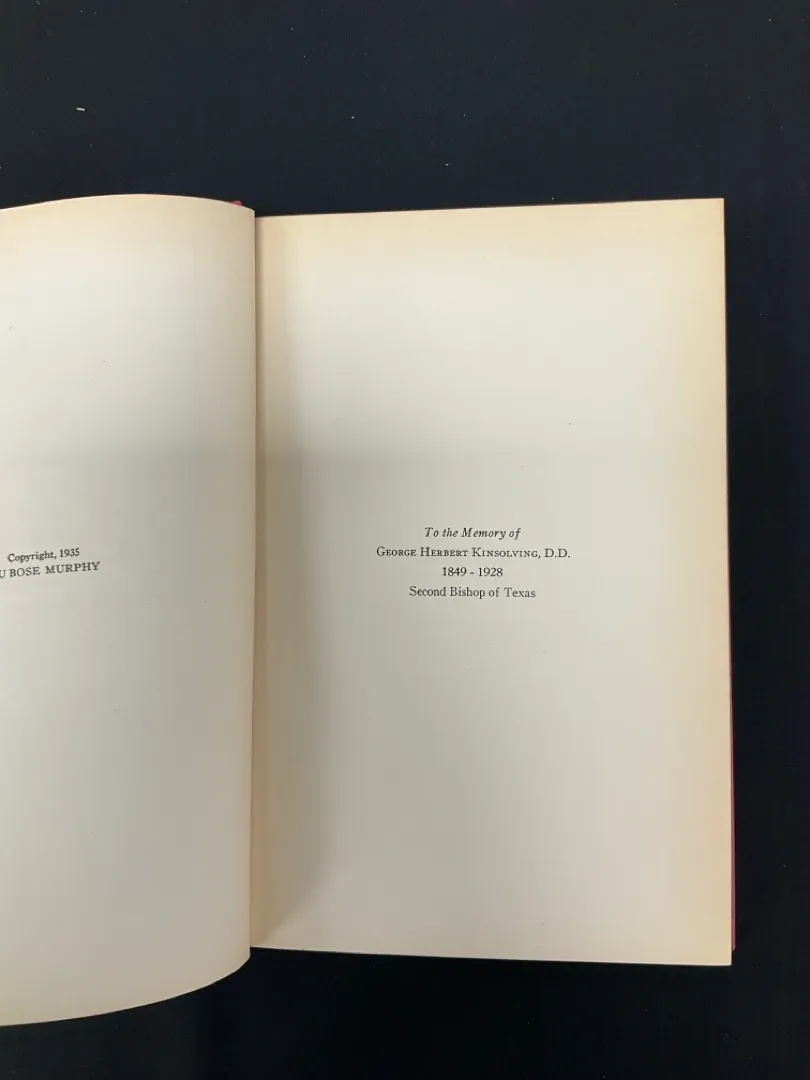 Copyright, 1935
U BOSE MURPHY
To the Memory of
GEORGE HERBERT KINSOLVING, D.D.
1849 - 1928
Second Bishop of Texas